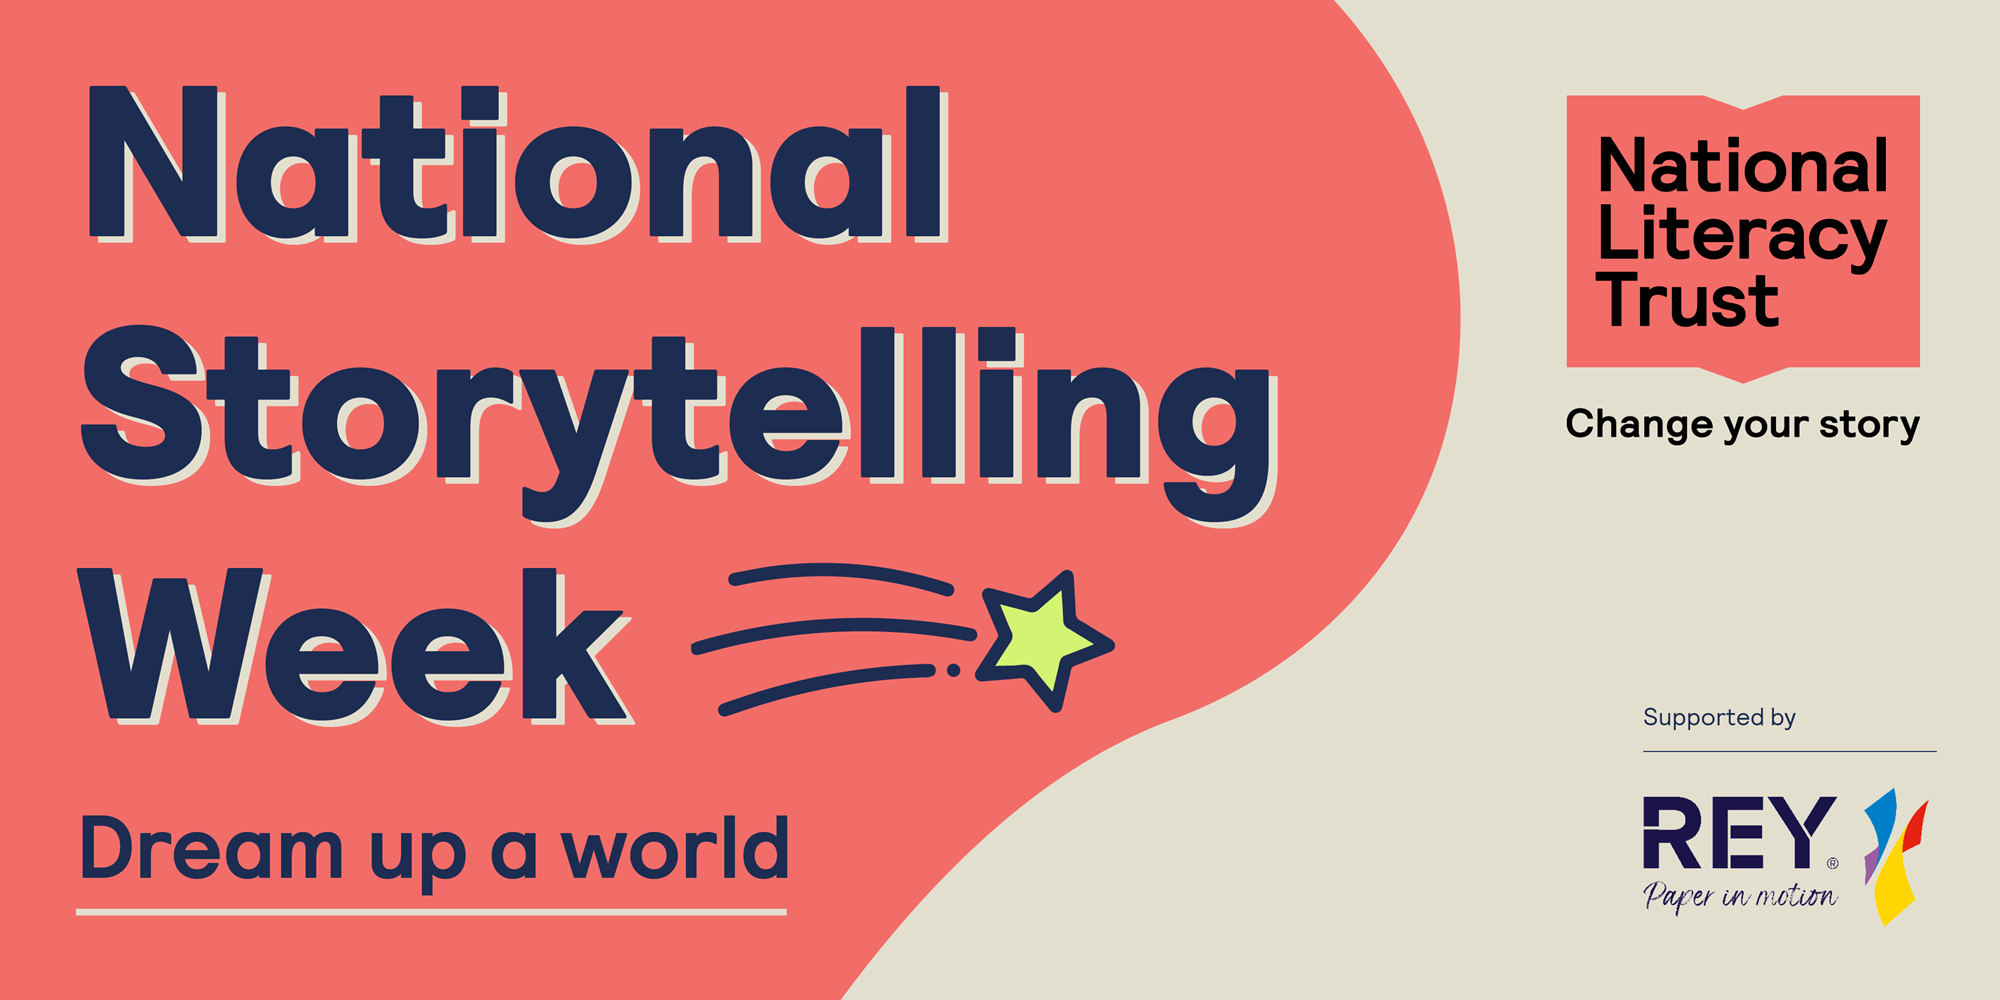 National
Storytelling
Week
Dream up a world
National
Literacy
Trust
Change your story
Supported by
REY®
Paper in motion